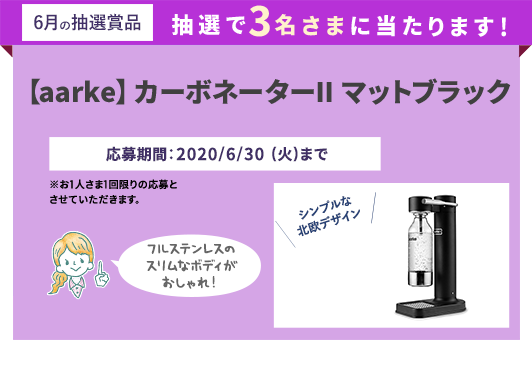 6月の抽選賞品
抽選で3名さまに当たります!
【aarke】カーボネーターII マットブラック
応募期間：2020/6/30 (火)まで
※お1人さま1回限りの応募と
させていただきます。
シンプルな
北欧デザイン
フルステンレスの
スリムなボディが
おしゃれ!